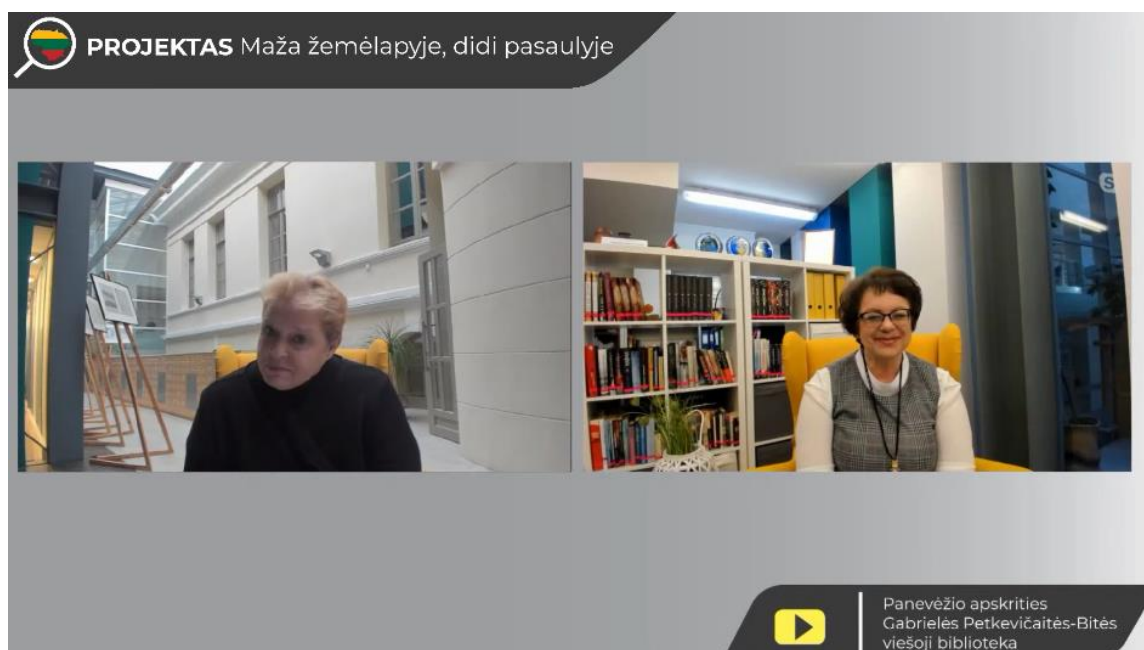 PROJEKTAS Maža žemėlapyje, didi pasaulyje
S
Panevėžio apskrities
Gabrielės Petkevičaitės-Bitės
viešoji biblioteka